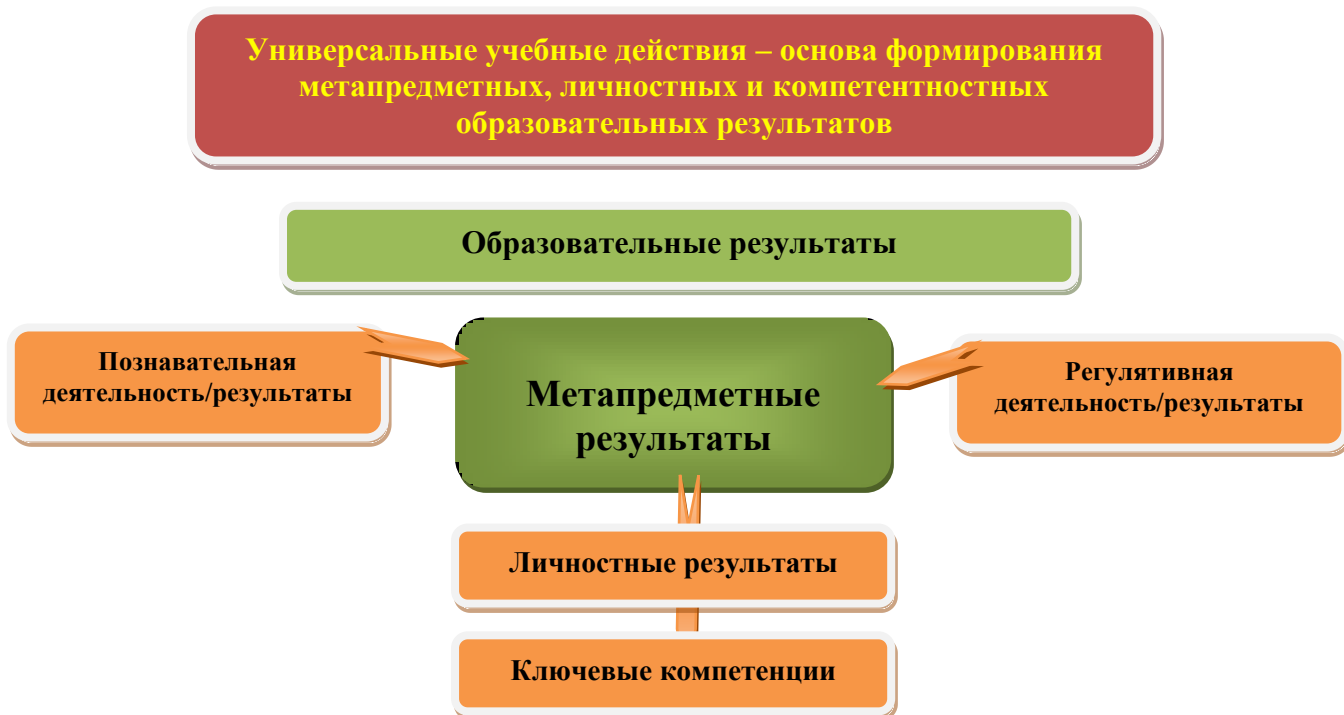 Универсальные учебные действия – основа формирования
метапредметных, личностных и компетентностных
образовательных результатов
Образовательные результаты
Познавательная
деятельность/результаты
Метапредметные
результаты
Регулятивная
деятельность/результаты
Личностные результаты
Ключевые компетенции